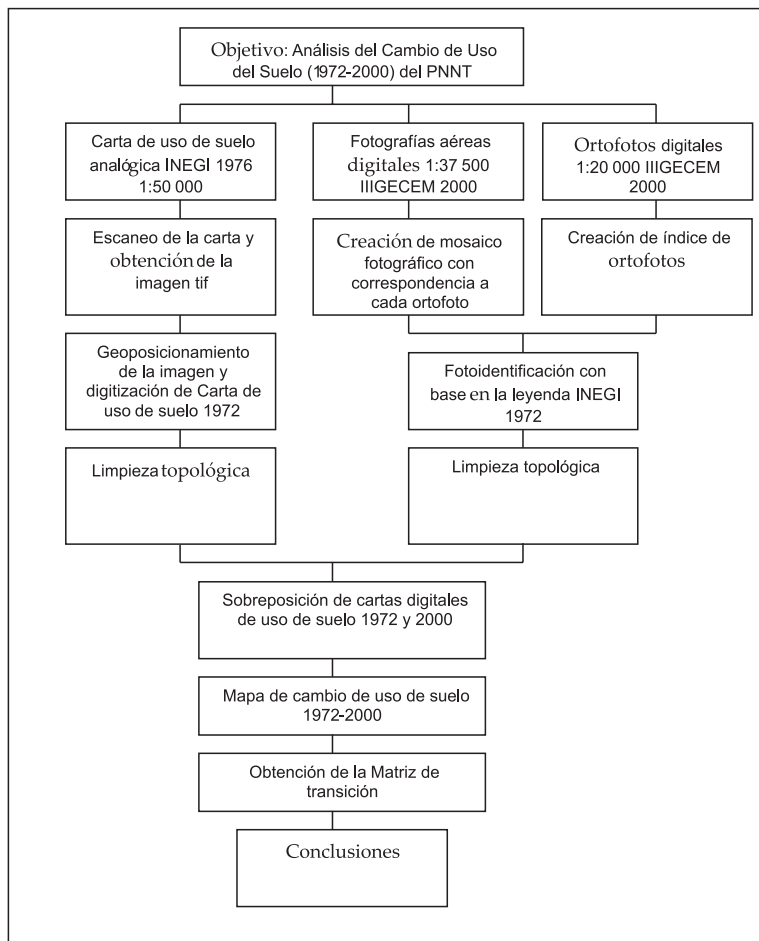 Objetivo: Análisis del Cambio de Uso
del Suelo (1972-2000) del PNNT
Carta de uso de suelo
analógica INEGI 1976
1:50 000
Fotografías aéreas
digitales 1:37 500
IIIGECEM 2000
Ortofotos digitales
1:20 000 IIIGECEM
2000
Escaneo de la carta y
obtención de la
imagen tif
Creación de mosaico
fotográfico con
correspondencia a
cada ortofoto
Creación de índice de
ortofotos
Geoposicionamiento
de la imagen y
digitización de Carta de
uso de suelo 1972
Fotoidentificación con
base en la leyenda INEGI
1972
Limpieza topológica
Limpieza topológica
Sobreposición de cartas digitales
de uso de suelo 1972 y 2000
Mapa de cambio de uso de suelo
1972-2000
Obtención de la Matriz de
transición
Conclusiones